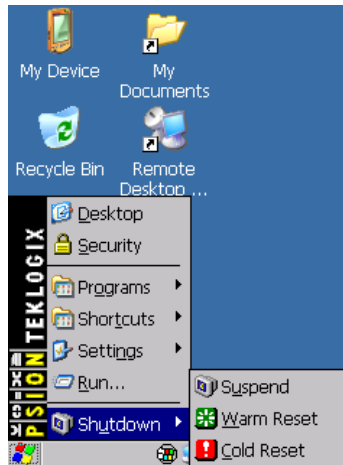 My Device
My
Documents
Recycle Bin
Remote
Desktop ...
Desktop
Security
Programs
Shortcuts
Settings
Run...
Shutdown
PSION TEKLOGIX
Suspend
Warm Reset
Cold Reset